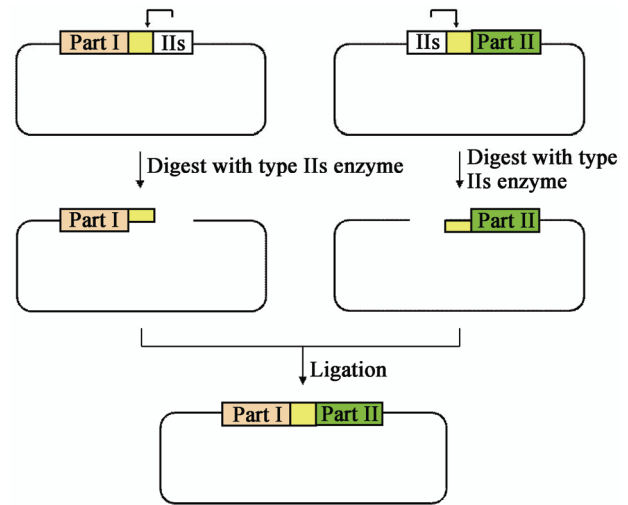 Part I IIs
IIs Part II
Digest with type IIs enzyme
Digest with type
IIs enzyme
Part I
Part II
Ligation
Part I Part II